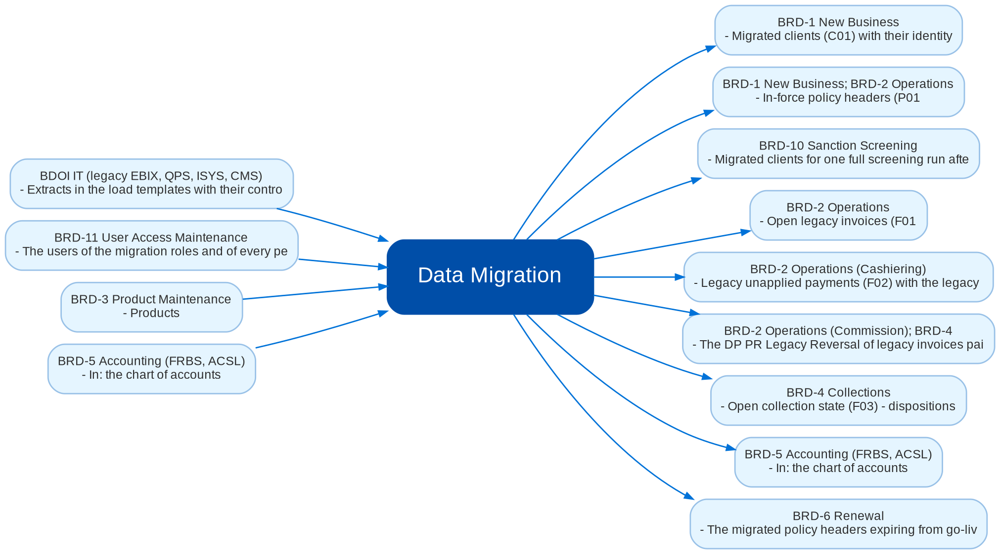 BDOI IT (legacy EBIX, QPS, ISYS, CMS)
- Extracts in the load templates with their contro
BRD-11 User Access Maintenance
- The users of the migration roles and of every pe
BRD-3 Product Maintenance
- Products
BRD-5 Accounting (FRBS, ACSL)
- In: the chart of accounts
Data Migration
BRD-1 New Business
- Migrated clients (C01) with their identity
BRD-1 New Business; BRD-2 Operations
- In-force policy headers (P01
BRD-10 Sanction Screening
- Migrated clients for one full screening run afte
BRD-2 Operations
- Open legacy invoices (F01
BRD-2 Operations (Cashiering)
- Legacy unapplied payments (F02) with the legacy
BRD-2 Operations (Commission); BRD-4
- The DP PR Legacy Reversal of legacy invoices pai
BRD-4 Collections
- Open collection state (F03) - dispositions
BRD-5 Accounting (FRBS, ACSL)
- In: the chart of accounts
BRD-6 Renewal
- The migrated policy headers expiring from go-liv